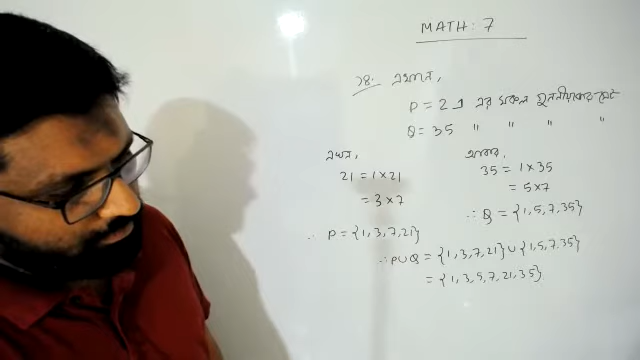 MATH: 7
১৪. এখানে,
P = 21 এর সকল গুণনীয়কের সেট
Q = 35 " " " "
এখন,
21 = 1 × 21
= 3 × 7
∴ P = {1, 3, 7, 21}
আবার,
35 = 1 × 35
= 5 × 7
∴ Q = {1, 5, 7, 35}
∴ P∪Q = {1, 3, 7, 21} ∪ {1, 5, 7, 35}
= {1, 3, 5, 7, 21, 35}